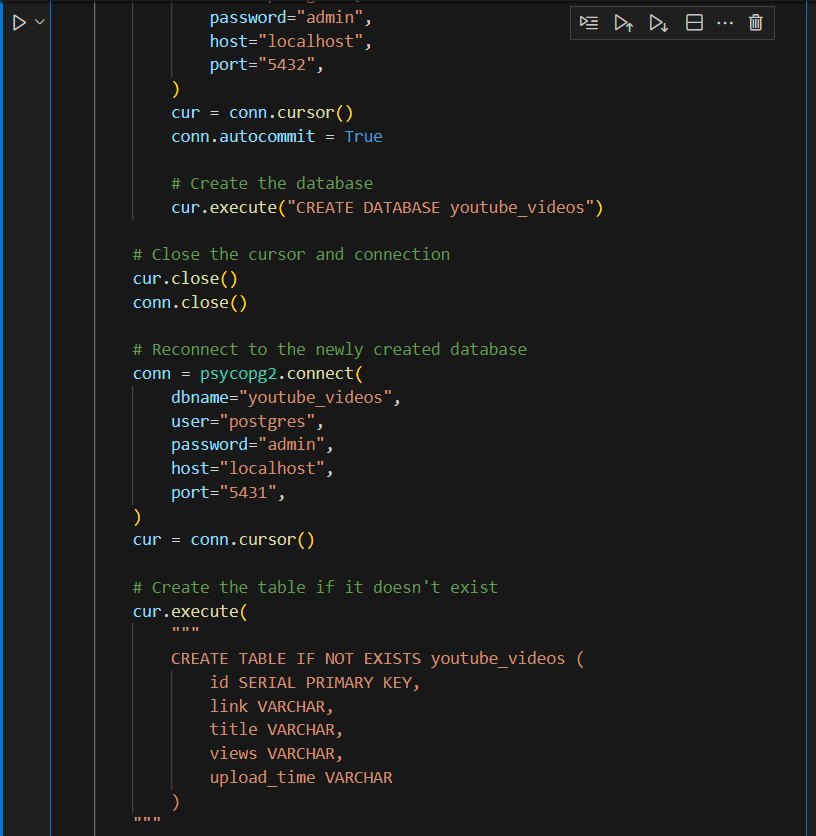 password="admin",
host="localhost",
port="5432",
)
cur = conn.cursor()
conn.autocommit = True
# Create the database
cur.execute("CREATE DATABASE youtube_videos")
# Close the cursor and connection
cur.close()
conn.close()
# Reconnect to the newly created database
conn = psycopg2.connect(
dbname="youtube_videos",
user="postgres",
password="admin",
host="localhost",
port="5431",
)
cur = conn.cursor()
# Create the table if it doesn't exist
cur.execute(
"""
CREATE TABLE IF NOT EXISTS youtube_videos (
id SERIAL PRIMARY KEY,
link VARCHAR,
title VARCHAR,
views VARCHAR,
upload_time VARCHAR
)
"""